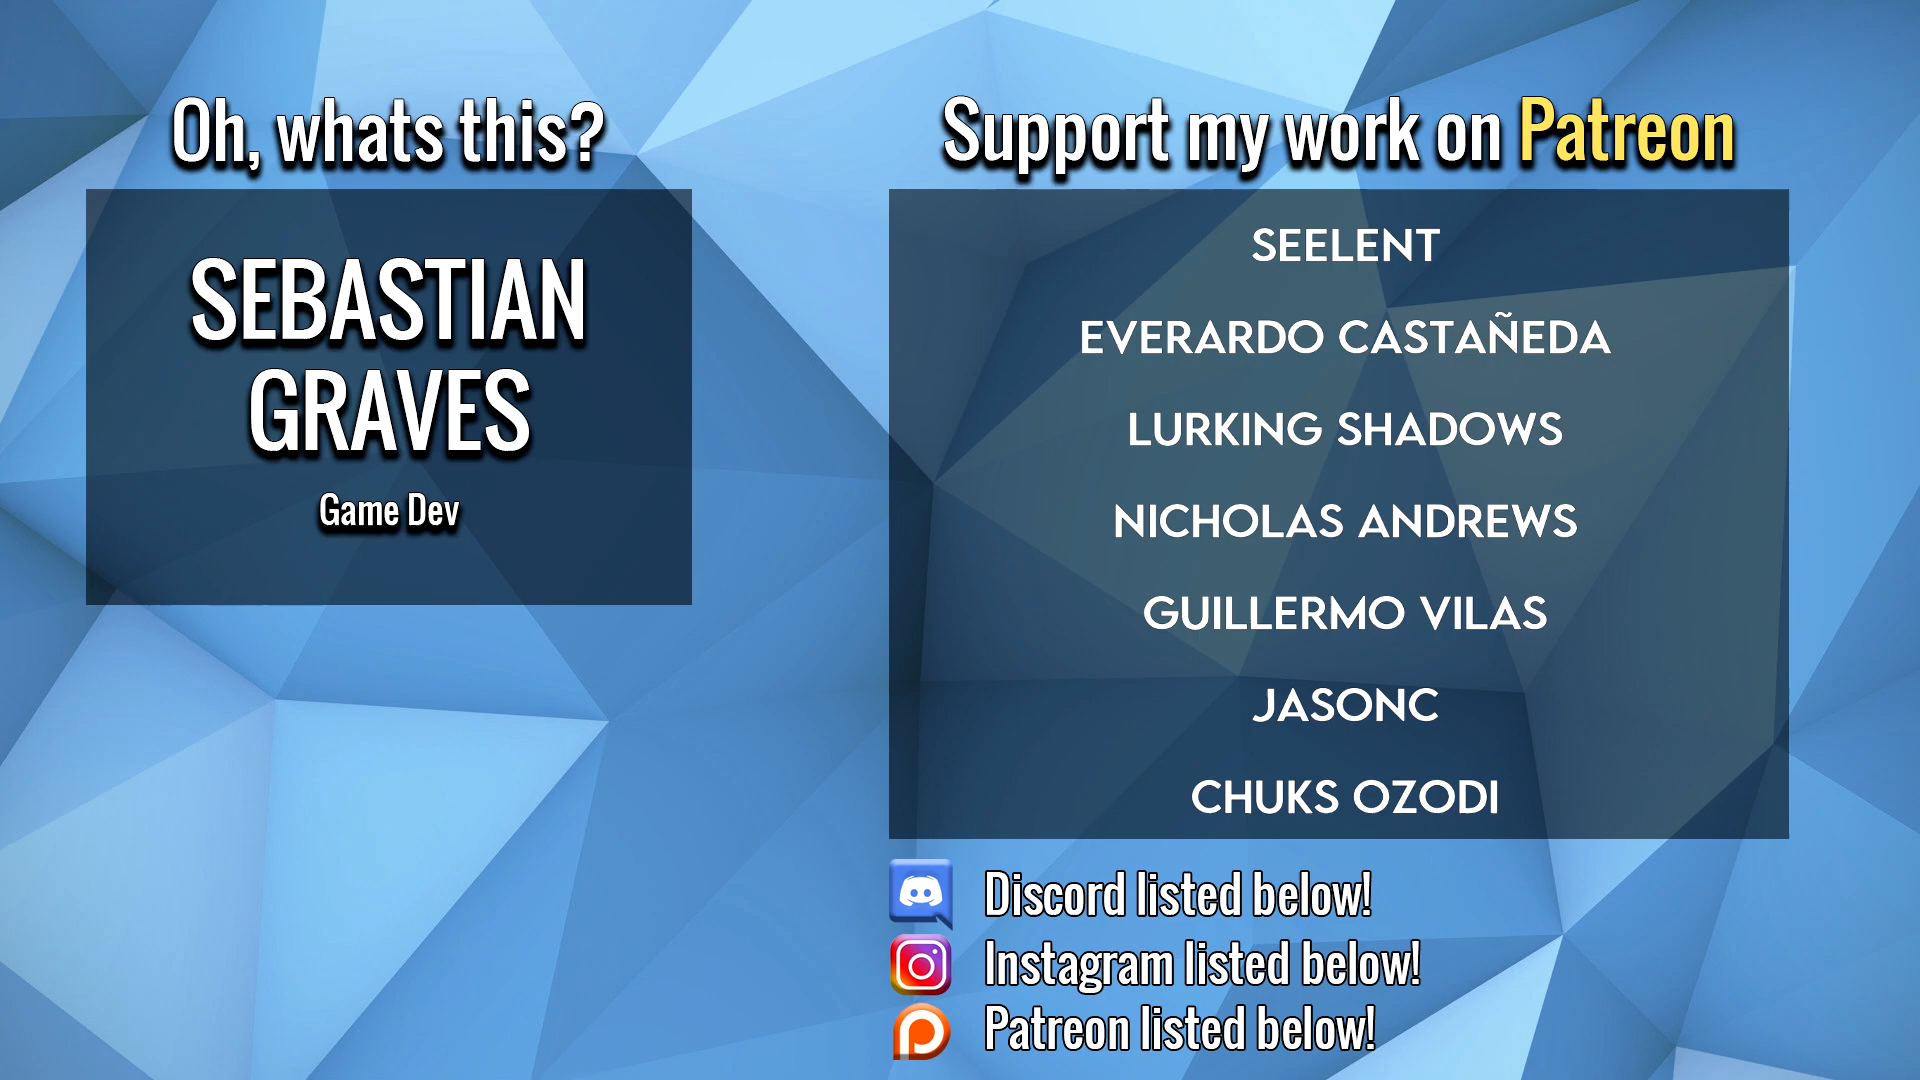 Oh, whats this?
SEBASTIAN
GRAVES
Game Dev
Support my work on Patreon
SEELENT
EVERARDO CASTAÑEDA
LURKING SHADOWS
NICHOLAS ANDREWS
GUILLERMO VILAS
JASONC
CHUKS OZODI
Discord listed below!
Instagram listed below!
Patreon listed below!